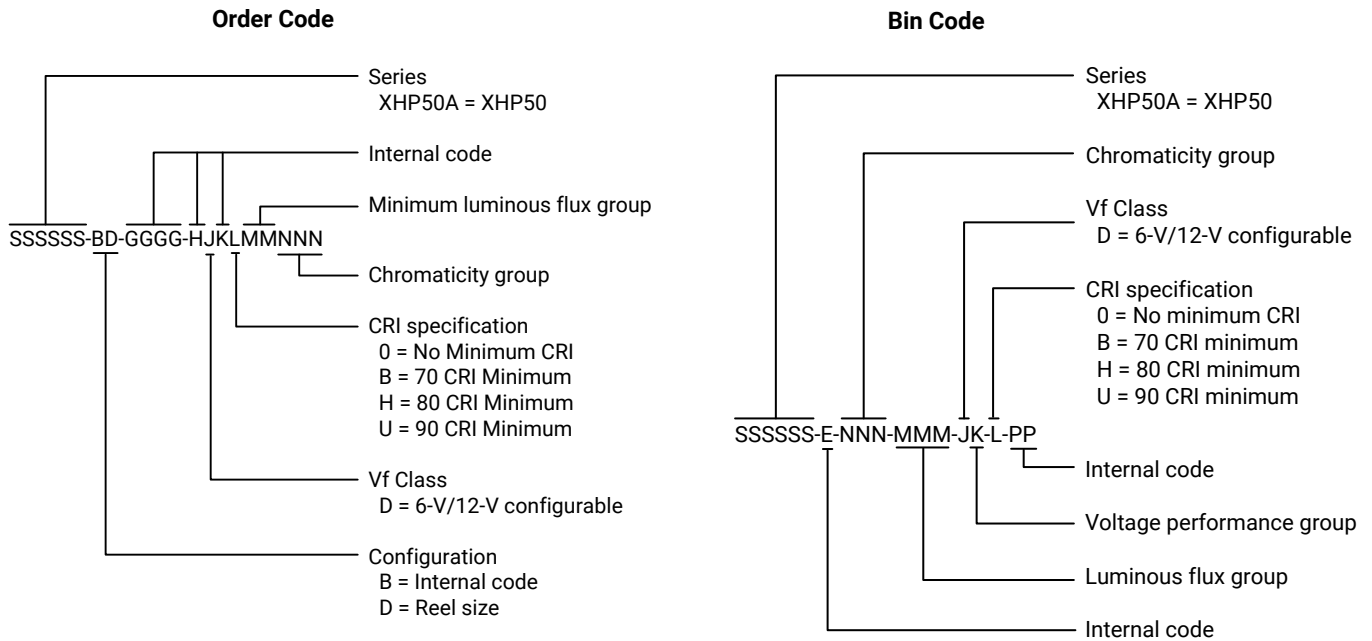 Order Code
Series
XHP50A = XHP50
Internal code
Minimum luminous flux group
SSSSSS-BD-GGGG-HJKLMMNNN
Chromaticity group
CRI specification
0 = No Minimum CRI
B = 70 CRI Minimum
H = 80 CRI Minimum
U = 90 CRI Minimum
Vf Class
D = 6-V/12-V configurable
Configuration
B = Internal code
D = Reel size
Bin Code
Series
XHP50A = XHP50
Chromaticity group
Vf Class
D = 6-V/12-V configurable
CRI specification
0 = No minimum CRI
B = 70 CRI minimum
H = 80 CRI minimum
U = 90 CRI minimum
SSSSSS-E-NNN-MMM-JK-L-PP
Internal code
Voltage performance group
Luminous flux group
Internal code